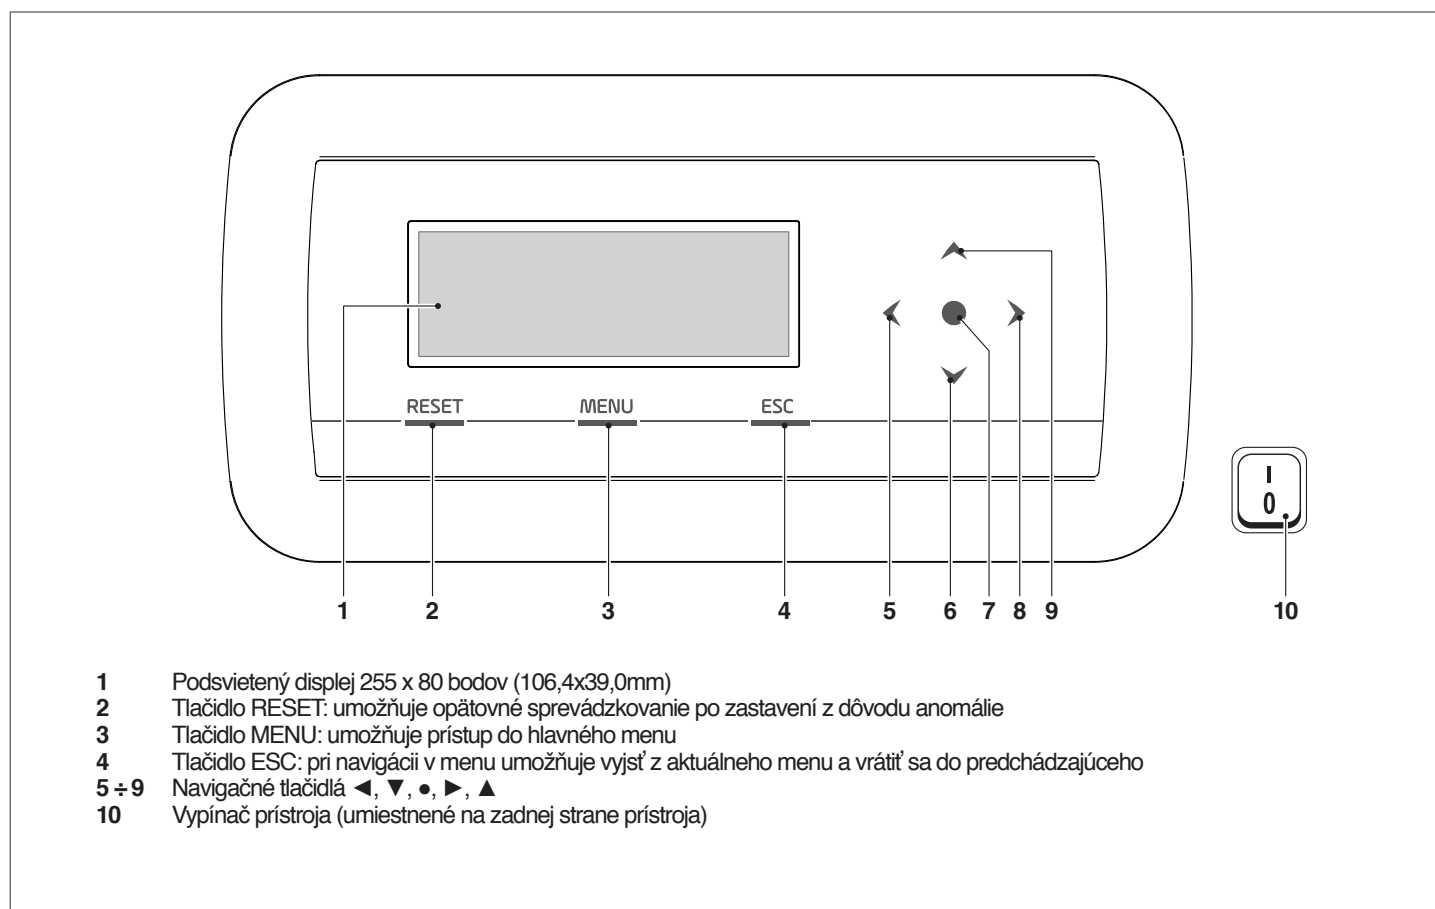 RESET MENU ESC
I
0
1 2 3 4 5 6 7 8 9 10
1 Podsvietený displej 255 x 80 bodov (106,4x39,0mm)
2 Tlačidlo RESET: umožňuje opätovné sprevádzkovanie po zastavení z dôvodu anomálie
3 Tlačidlo MENU: umožňuje prístup do hlavného menu
4 Tlačidlo ESC: pri navigácii v menu umožňuje vyjsť z aktuálneho menu a vrátiť sa do predchádzajúceho
5 ÷ 9 Navigačné tlačidlá ◄, ▼, ●, ►, ▲
10 Vypínač prístroja (umiestnené na zadnej strane prístroja)